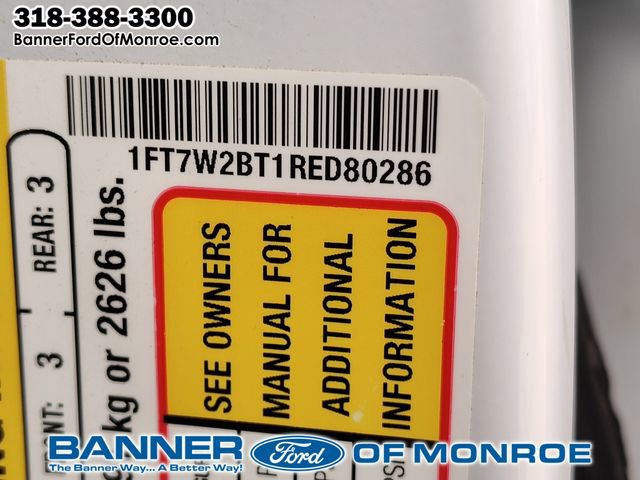 318-388-3300
BannerFordOfMonroe.com
1FT7W2BT1RED80286
REAR: 3
3
kg or 2626 lbs.
SEE OWNERS
MANUAL FOR
ADDITIONAL
INFORMATION
BANNER Ford OF MONROE
The Banner Way... A Better Way!